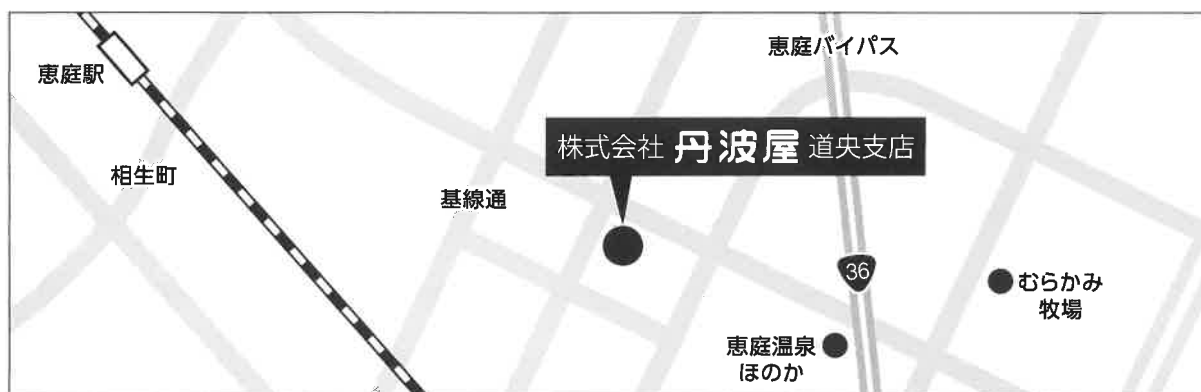 恵庭バイパス
恵庭駅
株式会社 丹波屋 道央支店
相生町
基線通
36
むらかみ
牧場
恵庭温泉
ほのか